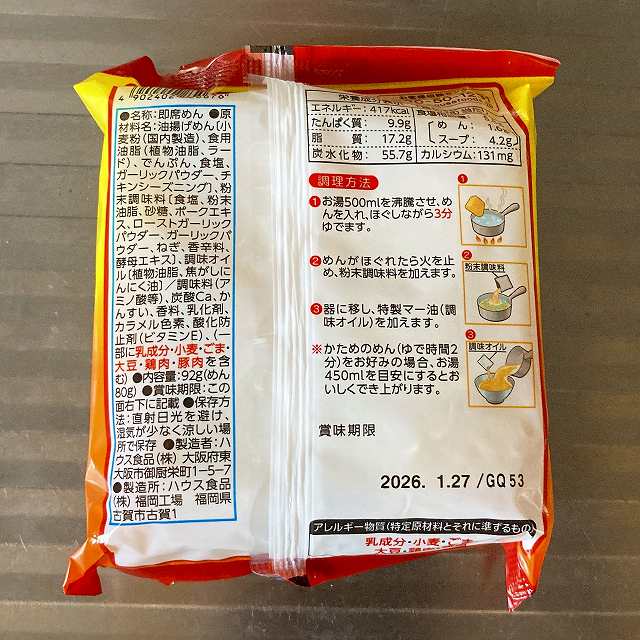 ●名称:即席めん ●原
材料名:油揚げめん〔小
麦粉(国内製造)、食用
油脂(植物油脂、ラー
ド)、でんぷん、食塩、
ガーリックパウダー、チ
キンシーズニング〕、粉
末調味料〔食塩、粉末
油脂、砂糖、ポークエキ
ス、ローストガーリック
パウダー、ガーリックパ
ウダー、ねぎ、香辛料、
酵母エキス〕、調味オイ
ル〔植物油脂、焦がしに
んにく油〕/調味料(ア
ミノ酸等)、炭酸Ca、か
んすい、香料、乳化剤、
カラメル色素、酸化防
止剤(ビタミンE)、(一
部に乳成分・小麦・ごま・
大豆・鶏肉・豚肉を含
む) ●内容量:92g(めん
80g) ●賞味期限:この
面右下に記載 ●保存方
法:直射日光を避け、
湿気が少なく涼しい場
所で保存 ●製造者:ハ
ウス食品(株) 大阪府東
大阪市御厨栄町1-5-7
●製造所:ハウス食品
(株) 福岡工場 福岡県
古賀市古賀1
エネルギー:417kcal
たんぱく質 9.9g
脂質 17.2g
炭水化物 55.7g
めん:
スープ:4.2g
カルシウム:131mg
調理方法
❶お湯500mlを沸騰させ、め
んを入れ、ほぐしながら3分
ゆでます。
❷めんがほぐれたら火を止
め、粉末調味料を加えます。
❸器に移し、特製マー油(調
味オイル)を加えます。
※かためのめん(ゆで時間2
分)をお好みの場合、お湯
450mlを目安にするとお
いしくでき上がります。
❶
❷
粉末調味料
❸
調味オイル
賞味期限
2026. 1.27 /GQ53
アレルギー物質(特定原材料とそれに準ずるもの)
乳成分・小麦・ごま
大豆・鶏肉